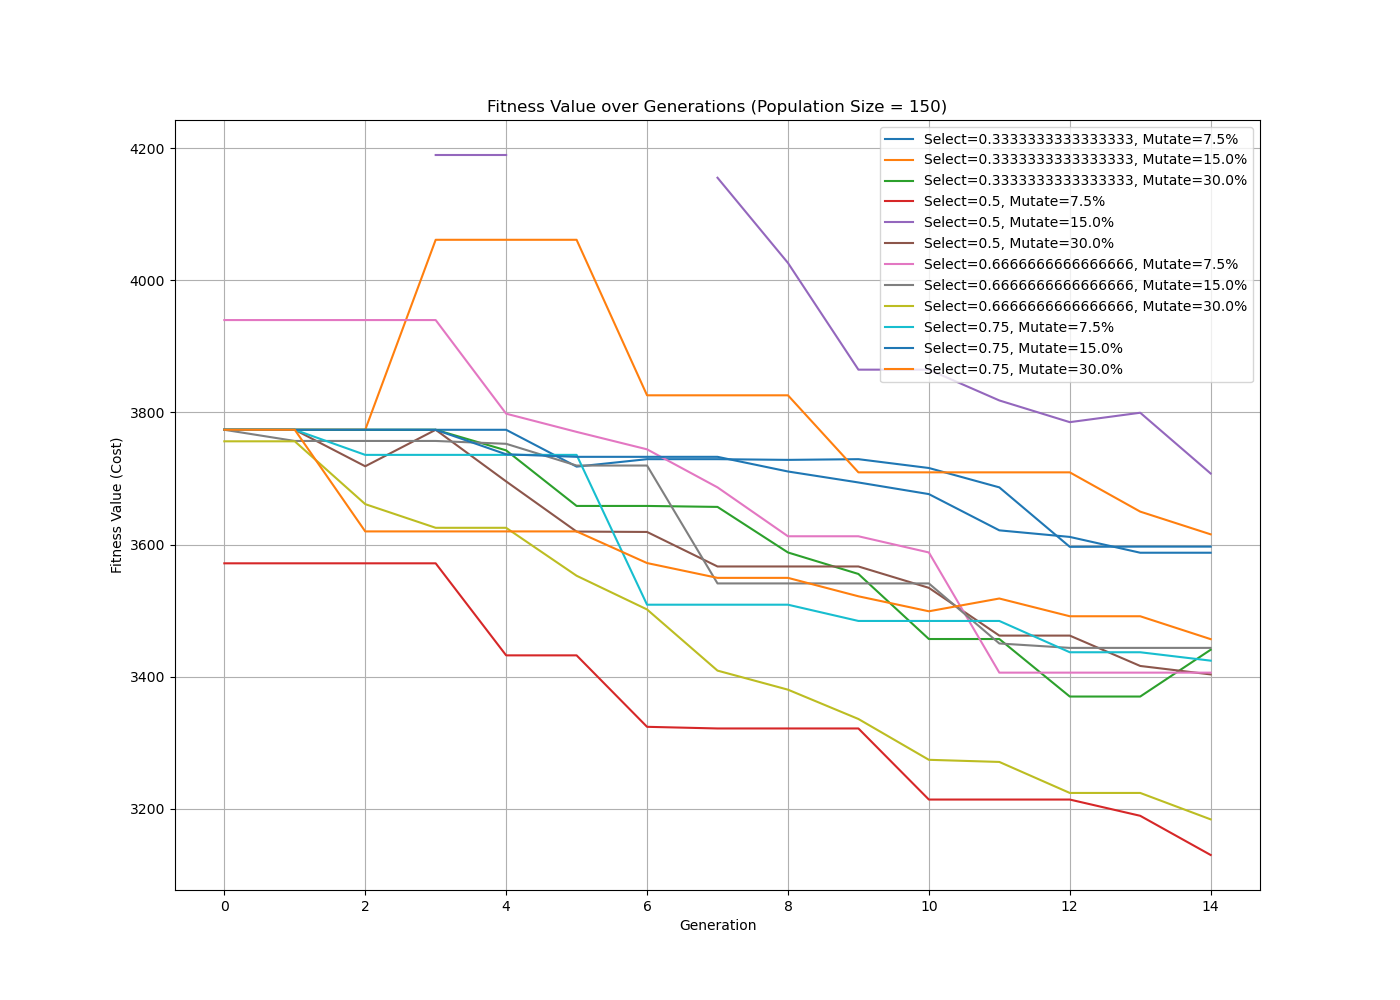 Fitness Value over Generations (Population Size = 150)
4200
4000
3800
3600
3400
3200
Fitness Value (Cost)
Select=0.3333333333333333, Mutate=7.5%
Select=0.3333333333333333, Mutate=15.0%
Select=0.3333333333333333, Mutate=30.0%
Select=0.5, Mutate=7.5%
Select=0.5, Mutate=15.0%
Select=0.5, Mutate=30.0%
Select=0.6666666666666666, Mutate=7.5%
Select=0.6666666666666666, Mutate=15.0%
Select=0.6666666666666666, Mutate=30.0%
Select=0.75, Mutate=7.5%
Select=0.75, Mutate=15.0%
Select=0.75, Mutate=30.0%
0 2 4 6 8 10 12 14
Generation